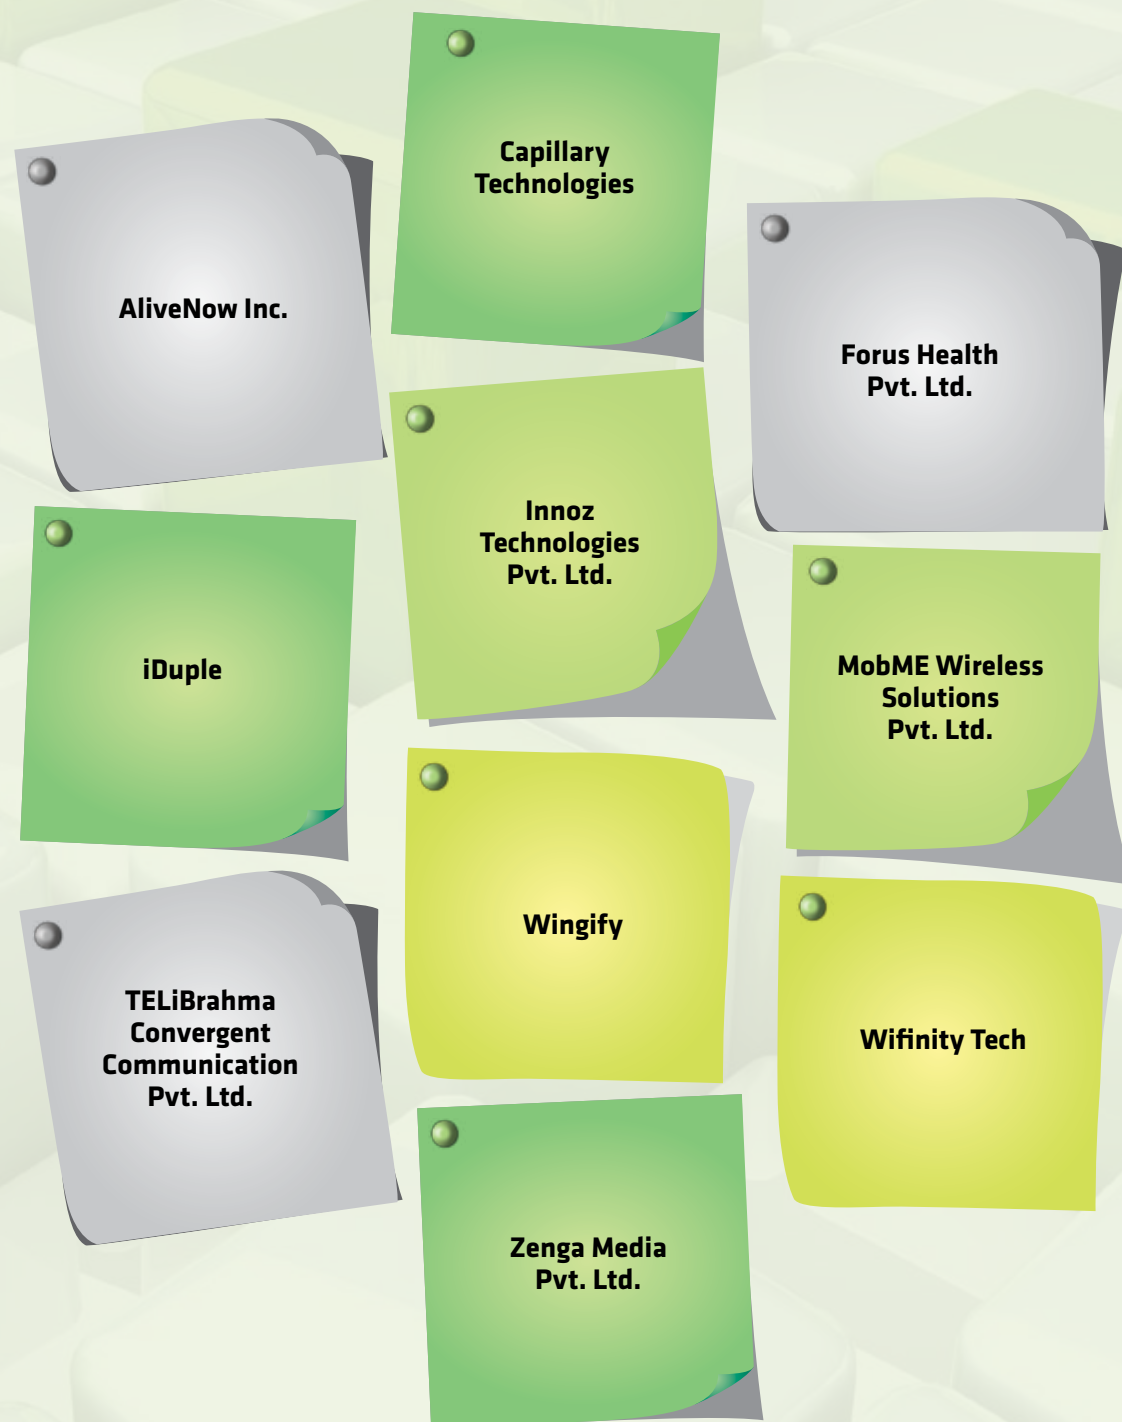 Capillary
Technologies
AliveNow Inc.
Forus Health
Pvt. Ltd.
Innoz
Technologies
Pvt. Ltd.
iDuple
MobME Wireless
Solutions
Pvt. Ltd.
Wingify
TELiBrahma
Convergent
Communication
Pvt. Ltd.
Wifinity Tech
Zenga Media
Pvt. Ltd.